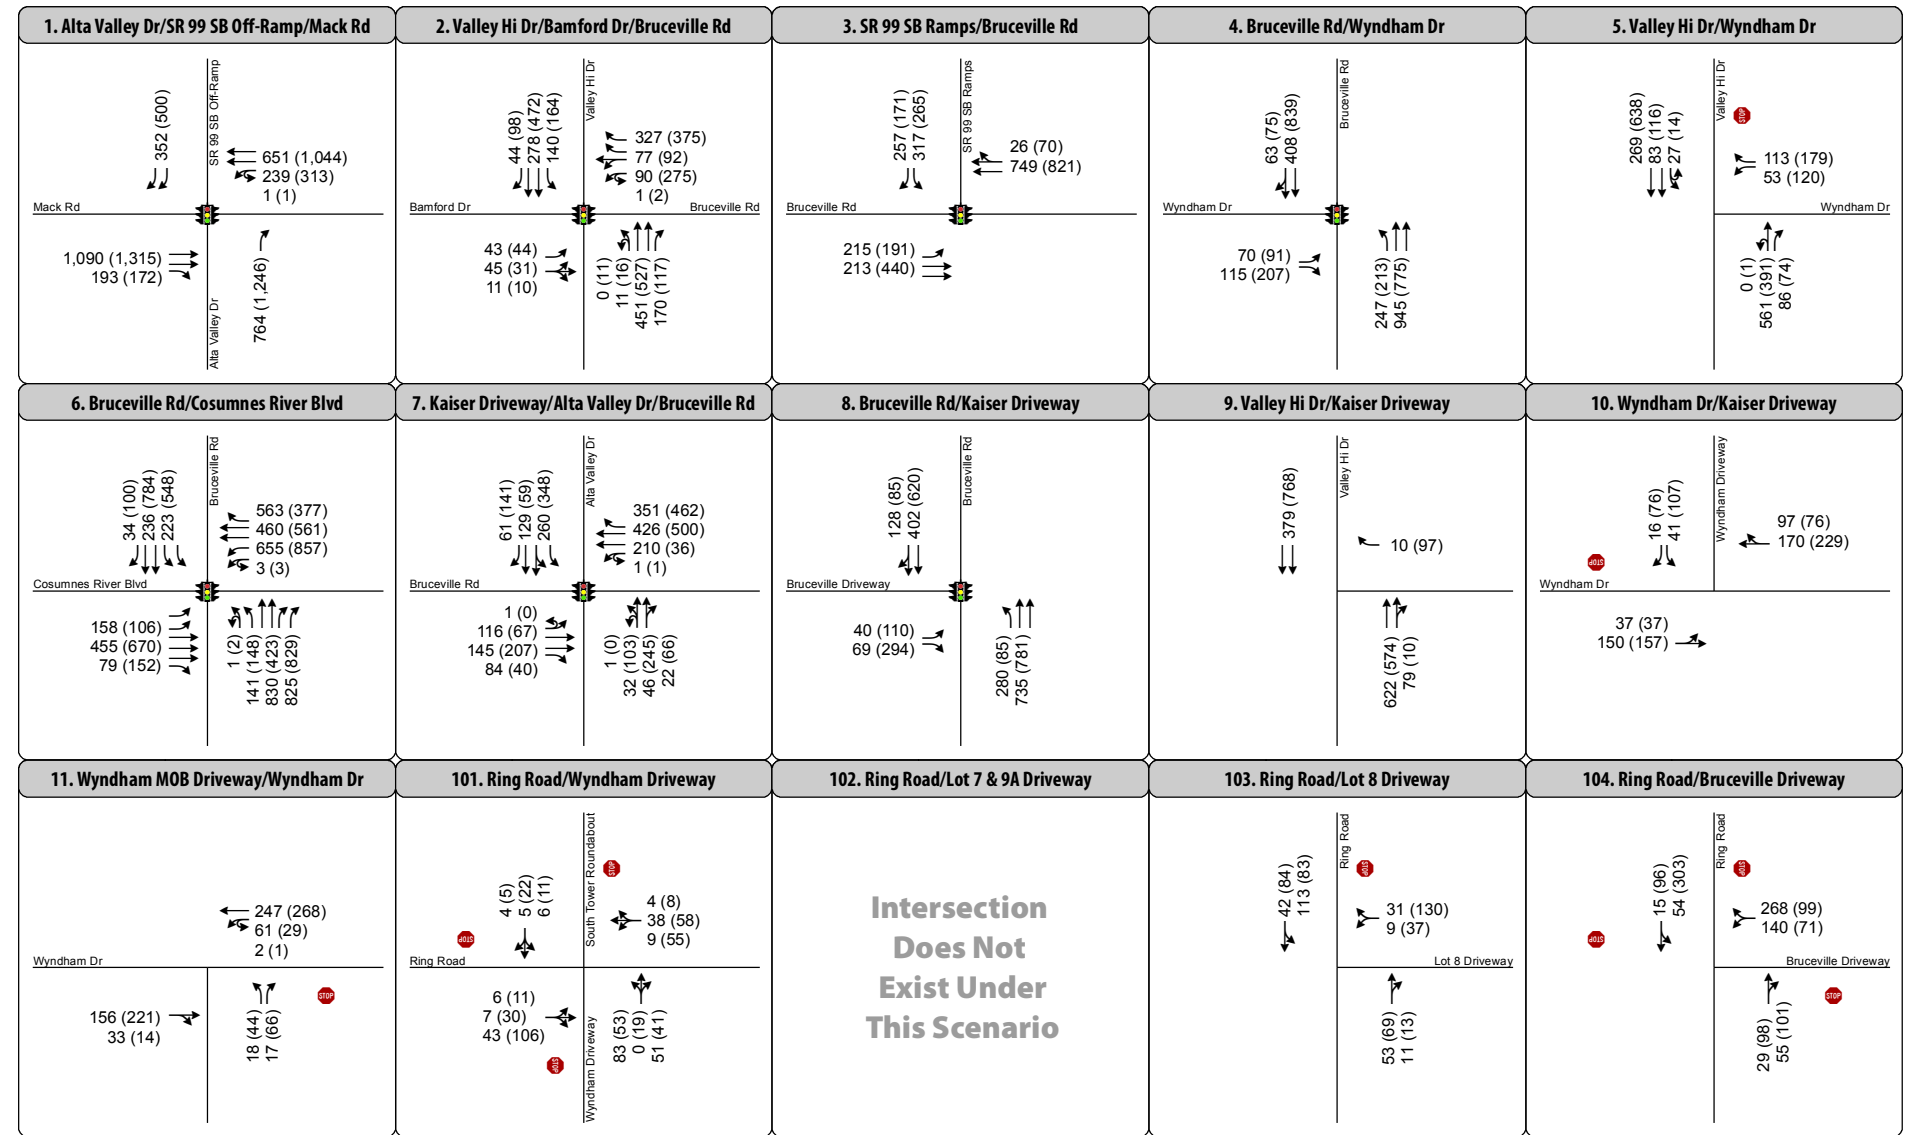 1. Alta Valley Dr/SR 99 SB Off-Ramp/Mack Rd
352 (500)
SR 99 SB Off-Ramp
651 (1,044)
239 (313)
1 (1)
Mack Rd
1,090 (1,315)
193 (172)
Alta Valley Dr
764 (1,246)
2. Valley Hi Dr/Bamford Dr/Bruceville Rd
44 (98)
278 (472)
140 (164)
Valley Hi Dr
327 (375)
77 (92)
90 (275)
1 (2)
Bamford Dr
Bruceville Rd
43 (44)
45 (31)
11 (10)
0 (11)
11 (16)
451 (527)
170 (117)
3. SR 99 SB Ramps/Bruceville Rd
257 (171)
317 (265)
SR 99 SB Ramps
26 (70)
749 (821)
Bruceville Rd
215 (191)
213 (440)
4. Bruceville Rd/Wyndham Dr
63 (75)
408 (839)
Bruceville Rd
Wyndham Dr
70 (91)
115 (207)
247 (213)
945 (775)
5. Valley Hi Dr/Wyndham Dr
269 (638)
83 (116)
27 (14)
Valley Hi Dr
STOP
113 (179)
53 (120)
Wyndham Dr
0 (1)
561 (391)
86 (74)
6. Bruceville Rd/Cosumnes River Blvd
34 (100)
236 (784)
223 (548)
Bruceville Rd
563 (377)
460 (561)
655 (857)
3 (3)
Cosumnes River Blvd
158 (106)
455 (670)
79 (152)
1 (2)
141 (148)
830 (423)
825 (829)
7. Kaiser Driveway/Alta Valley Dr/Bruceville Rd
61 (141)
129 (59)
260 (348)
Alta Valley Dr
351 (462)
426 (500)
210 (36)
1 (1)
Bruceville Rd
1 (0)
116 (67)
145 (207)
84 (40)
1 (0)
32 (103)
46 (245)
22 (66)
8. Bruceville Rd/Kaiser Driveway
128 (85)
402 (620)
Bruceville Rd
Bruceville Driveway
40 (110)
69 (294)
280 (85)
735 (781)
9. Valley Hi Dr/Kaiser Driveway
379 (768)
Valley Hi Dr
10 (97)
622 (574)
79 (10)
10. Wyndham Dr/Kaiser Driveway
16 (76)
41 (107)
Wyndham Driveway
97 (76)
170 (229)
STOP
Wyndham Dr
37 (37)
150 (157)
11. Wyndham MOB Driveway/Wyndham Dr
247 (268)
61 (29)
2 (1)
Wyndham Dr
STOP
156 (221)
33 (14)
18 (44)
17 (66)
101. Ring Road/Wyndham Driveway
4 (5)
5 (22)
6 (11)
South Tower Roundabout
STOP
4 (8)
38 (58)
9 (55)
STOP
Ring Road
6 (11)
7 (30)
43 (106)
STOP
Wyndham Driveway
83 (53)
0 (19)
51 (41)
102. Ring Road/Lot 7 & 9A Driveway
Intersection
Does Not
Exist Under
This Scenario
103. Ring Road/Lot 8 Driveway
42 (84)
113 (83)
Ring Road
STOP
31 (130)
9 (37)
Lot 8 Driveway
53 (69)
11 (13)
104. Ring Road/Bruceville Driveway
15 (96)
54 (303)
Ring Road
STOP
268 (99)
140 (71)
STOP
Bruceville Driveway
STOP
29 (98)
55 (101)